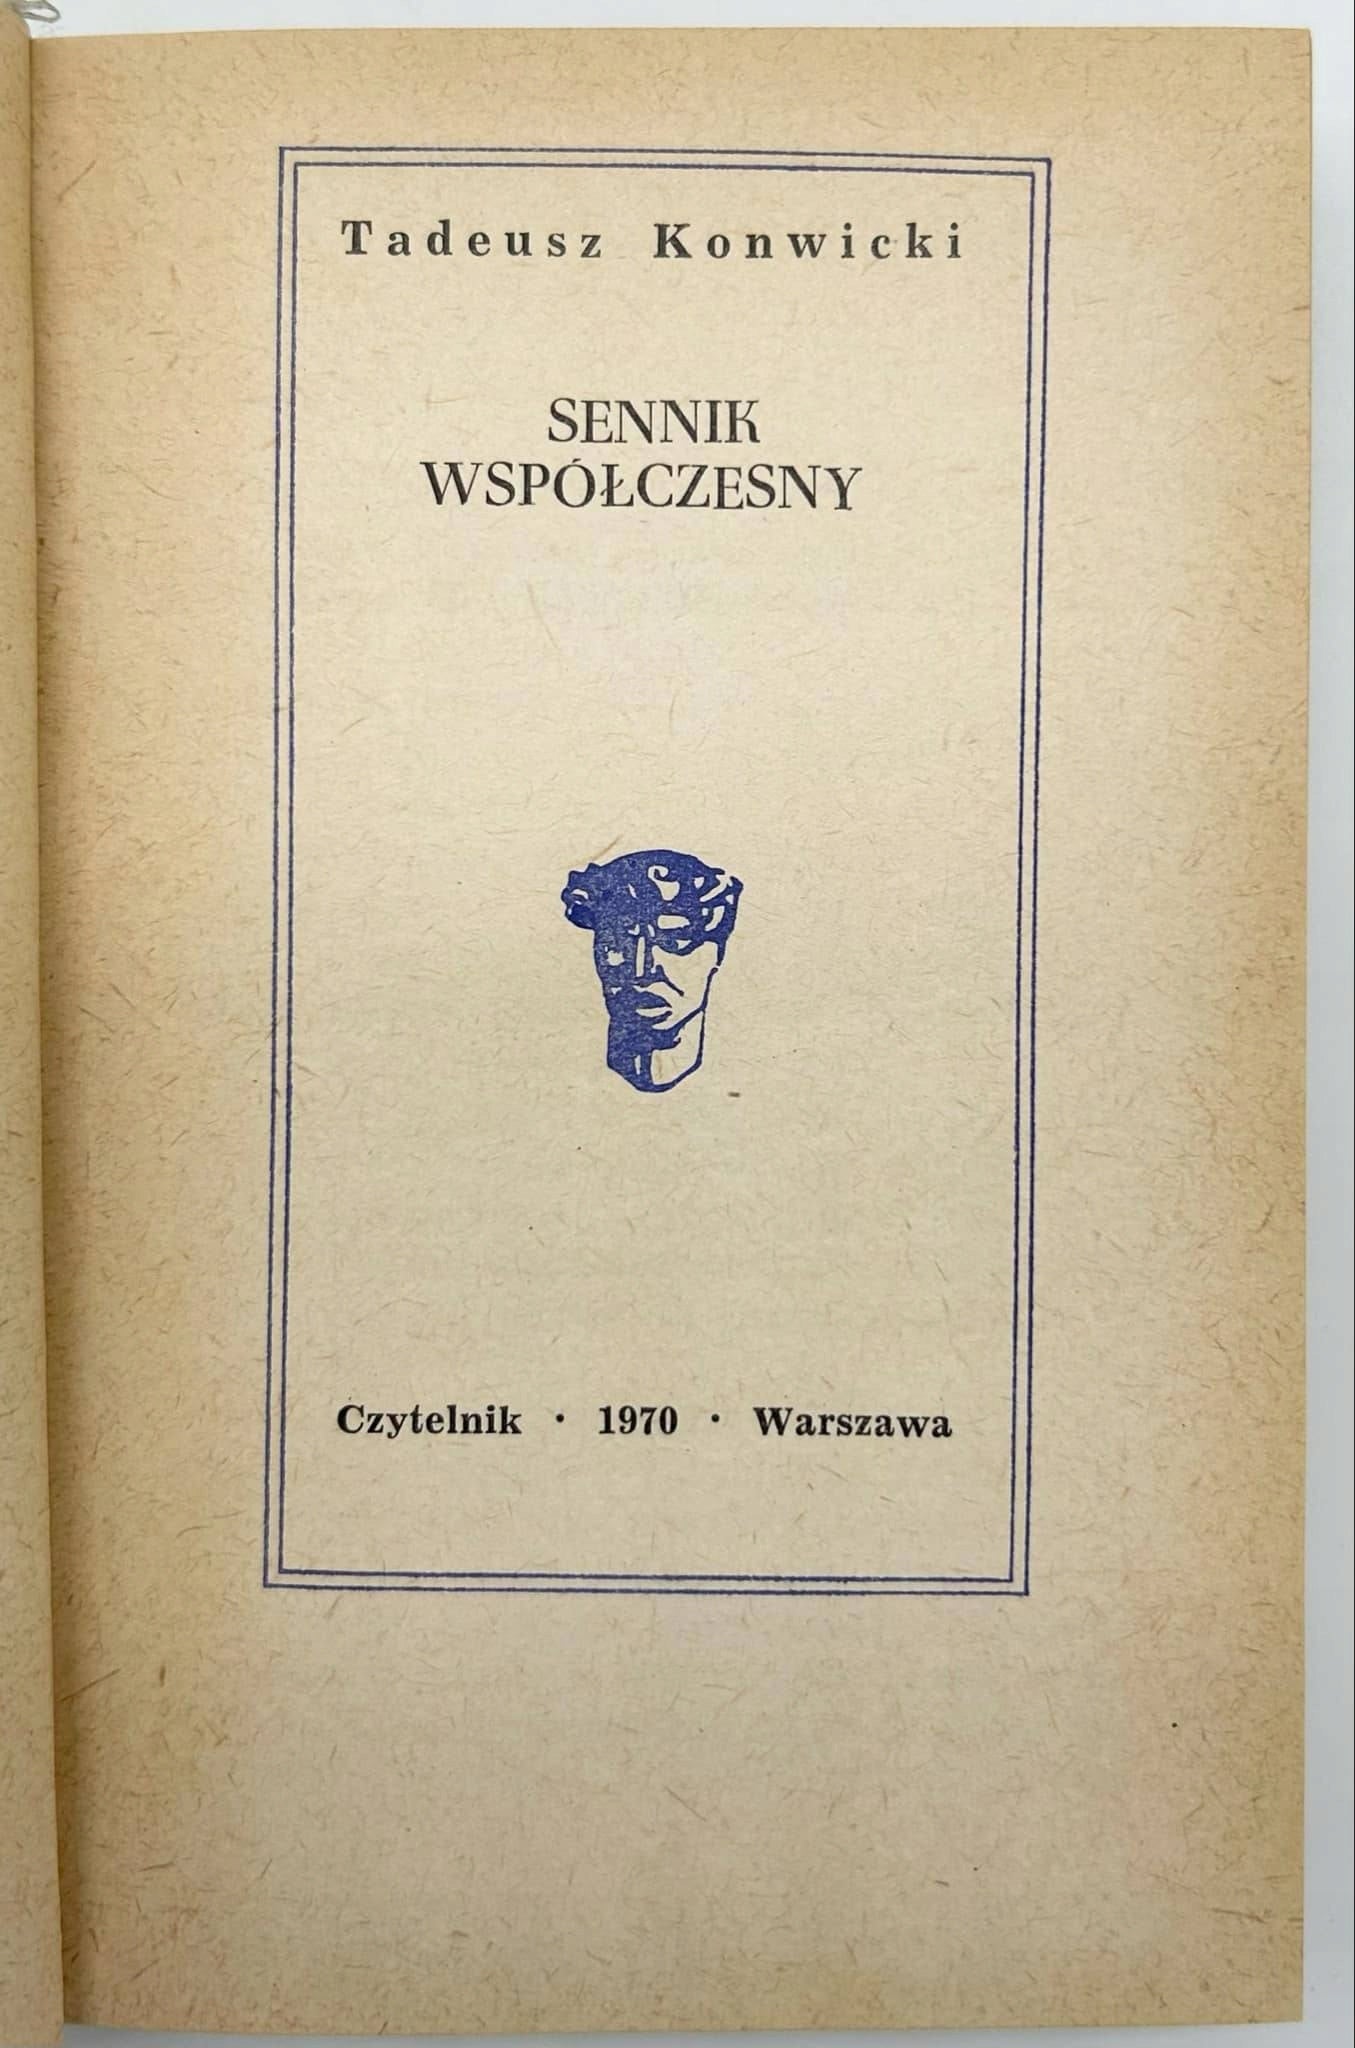 Tadeusz Konwicki
SENNIK
WSPÓŁCZESNY
Czytelnik · 1970 · Warszawa